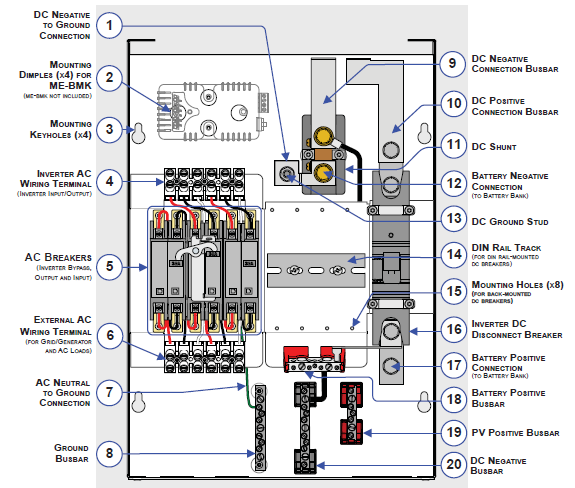 DC Negative
to Ground
Connection
1
Mounting
Dimples (x4) for
ME-BMK
(ME-BMK not included)
2
Mounting
Keyholes (x4)
3
Inverter AC
Wiring Terminal
(Inverter Input/Output)
4
AC Breakers
(Inverter Bypass,
Output and Input)
5
External AC
Wiring Terminal
(for Grid/Generator
and AC Loads)
6
AC Neutral
to Ground
Connection
7
Ground
Busbar
8
9
DC Negative
Connection Busbar
10
DC Positive
Connection Busbar
11
DC Shunt
12
Battery Negative
Connection
(to Battery Bank)
13
DC Ground Stud
14
DIN Rail Track
(for DIN rail-mounted
DC breakers)
15
Mounting Holes (x8)
for back-mounted
DC breakers)
16
Inverter DC
Disconnect Breaker
17
Battery Positive
Connection
(to Battery Bank)
18
Battery Positive
Busbar
19
PV Positive Busbar
20
DC Negative
Busbar